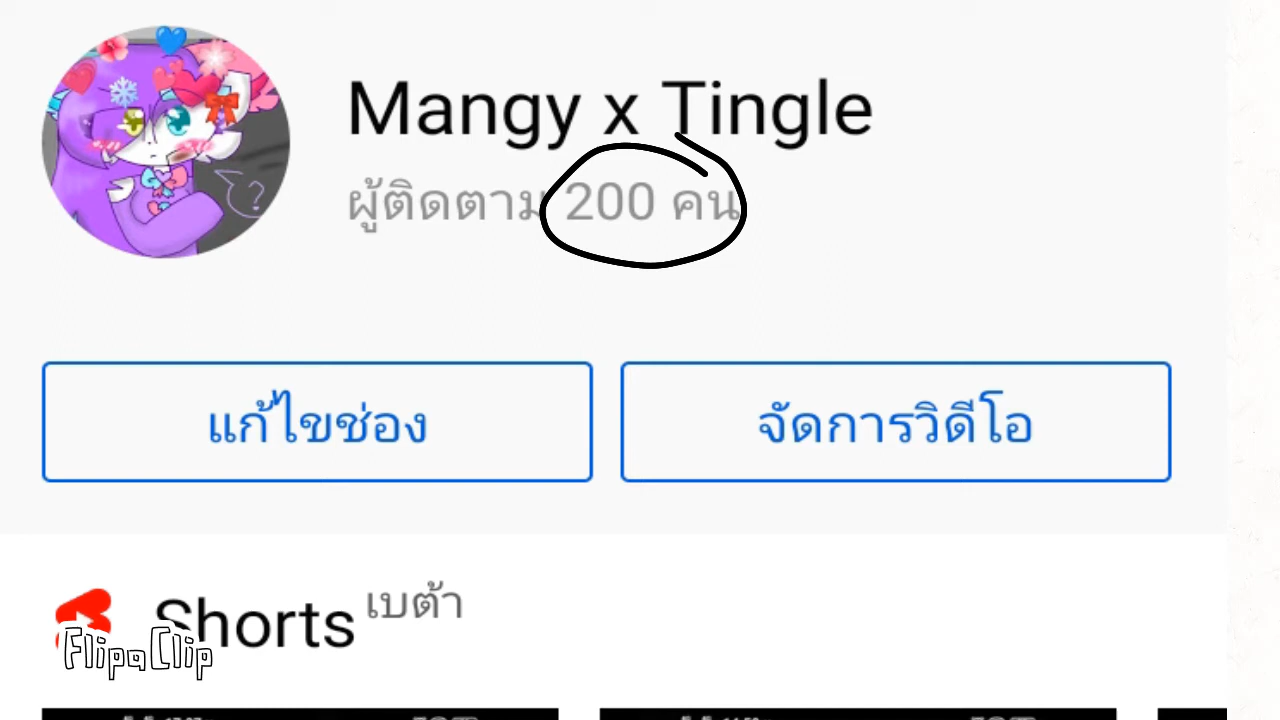 Mangy x Tingle
ผู้ติดตาม 200 คน
แก้ไขช่อง
จัดการวิดีโอ
Shorts เบต้า
FlipaClip
?